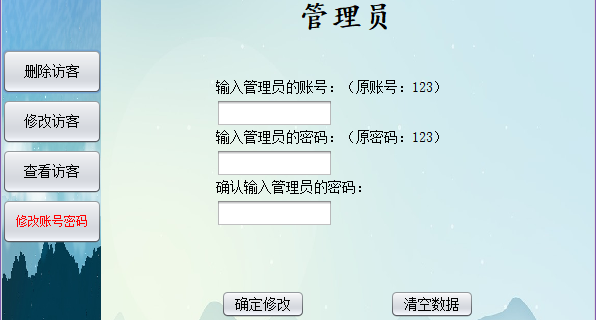 管理员
删除访客
修改访客
查看访客
修改账号密码
输入管理员的账号：（原账号：123）
输入管理员的密码：（原密码：123）
确认输入管理员的密码：
确定修改
清空数据